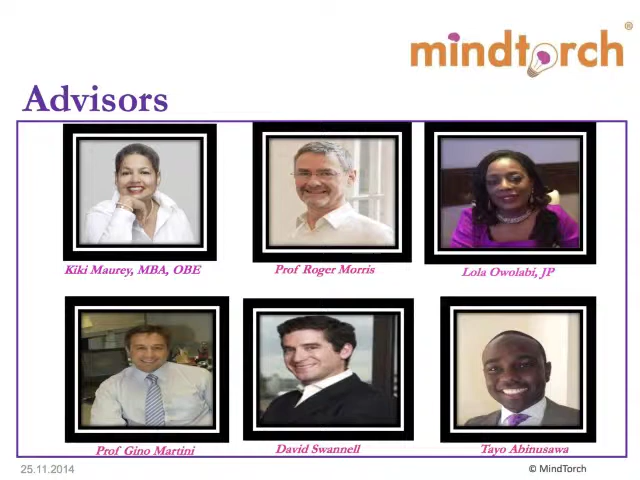 mindtorch®
Advisors
Kiki Maurey, MBA, OBE
Prof Roger Morris
Lola Owolabi, JP
Prof Gino Martini
David Swannell
Tayo Abinusawa
25.11.2014
© MindTorch